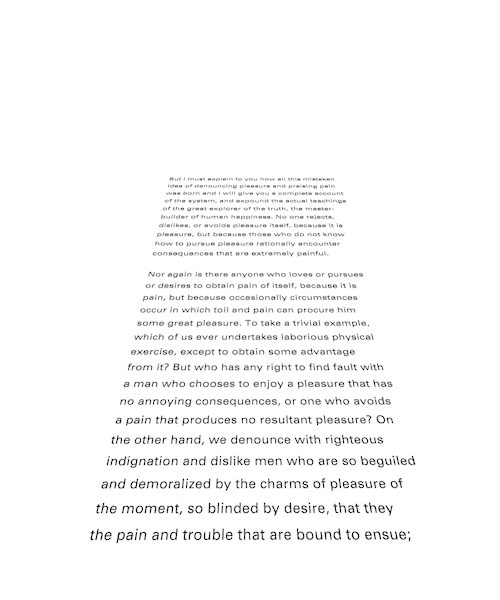 But I must explain to you how all this mistaken
idea of denouncing pleasure and praising pain
was born and I will give you a complete account
of the system, and expound the actual teachings
of the great explorer of the truth, the master-
builder of human happiness. No one rejects,
dislikes, or avoids pleasure itself, because it is
pleasure, but because those who do not know
how to pursue pleasure rationally encounter
consequences that are extremely painful.
Nor again is there anyone who loves or pursues
or desires to obtain pain of itself, because it is
pain, but because occasionally circumstances
occur in which toil and pain can procure him
some great pleasure. To take a trivial example,
which of us ever undertakes laborious physical
exercise, except to obtain some advantage
from it? But who has any right to find fault with
a man who chooses to enjoy a pleasure that has
no annoying consequences, or one who avoids
a pain that produces no resultant pleasure? On
the other hand, we denounce with righteous
indignation and dislike men who are so beguiled
and demoralized by the charms of pleasure of
the moment, so blinded by desire, that they
the pain and trouble that are bound to ensue;